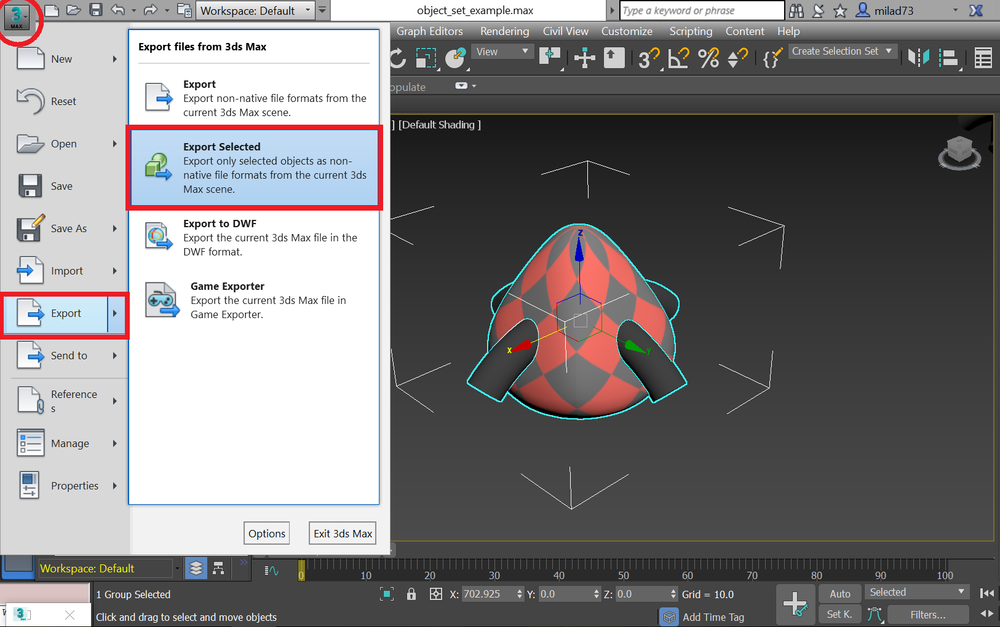 3
MAX
Workspace: Default
object_set_example.max
Type a keyword or phrase
milad73
Graph Editors
Rendering
Civil View
Customize
Scripting
Content
Help
View
3
%
Create Selection Set
opulate
New
Reset
Open
Save
Save As
Import
Export
Send to
Reference
s
Manage
Properties
Export files from 3ds Max
Export
Export non-native file formats from the
current 3ds Max scene.
Export Selected
Export only selected objects as non-
native file formats from the current 3ds
Max scene.
Export to DWF
Export the current 3ds Max file in the
DWF format.
Game Exporter
Export the current 3ds Max file in
Game Exporter.
Options
Exit 3ds Max
] [Default Shading ]
z
x
y
Workspace: Default
0
10
20
30
40
50
60
70
80
90
100
1 Group Selected
X: 702.925
Y: 0.0
Z: 0.0
Grid = 10.0
Auto
Selected
3
MAX
Click and drag to select and move objects
Add Time Tag
Set K.
Filters...